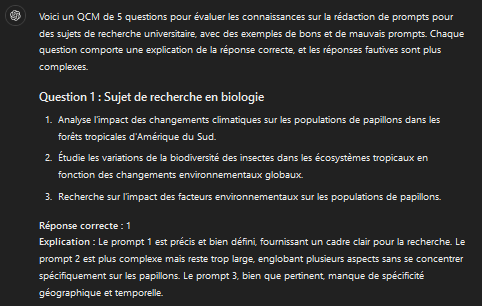 Voici un QCM de 5 questions pour évaluer les connaissances sur la rédaction de prompts pour
des sujets de recherche universitaire, avec des exemples de bons et de mauvais prompts. Chaque
question comporte une explication de la réponse correcte, et les réponses fautives sont plus
complexes.
Question 1 : Sujet de recherche en biologie
1. Analyse l'impact des changements climatiques sur les populations de papillons dans les
forêts tropicales d'Amérique du Sud.
2. Étudie les variations de la biodiversité des insectes dans les écosystèmes tropicaux en
fonction des changements environnementaux globaux.
3. Recherche sur l'impact des facteurs environnementaux sur les populations de papillons.
Réponse correcte : 1
Explication : Le prompt 1 est précis et bien défini, fournissant un cadre clair pour la recherche. Le
prompt 2 est plus complexe mais reste trop large, englobant plusieurs aspects sans se concentrer
spécifiquement sur les papillons. Le prompt 3, bien que pertinent, manque de spécificité
géographique et temporelle.